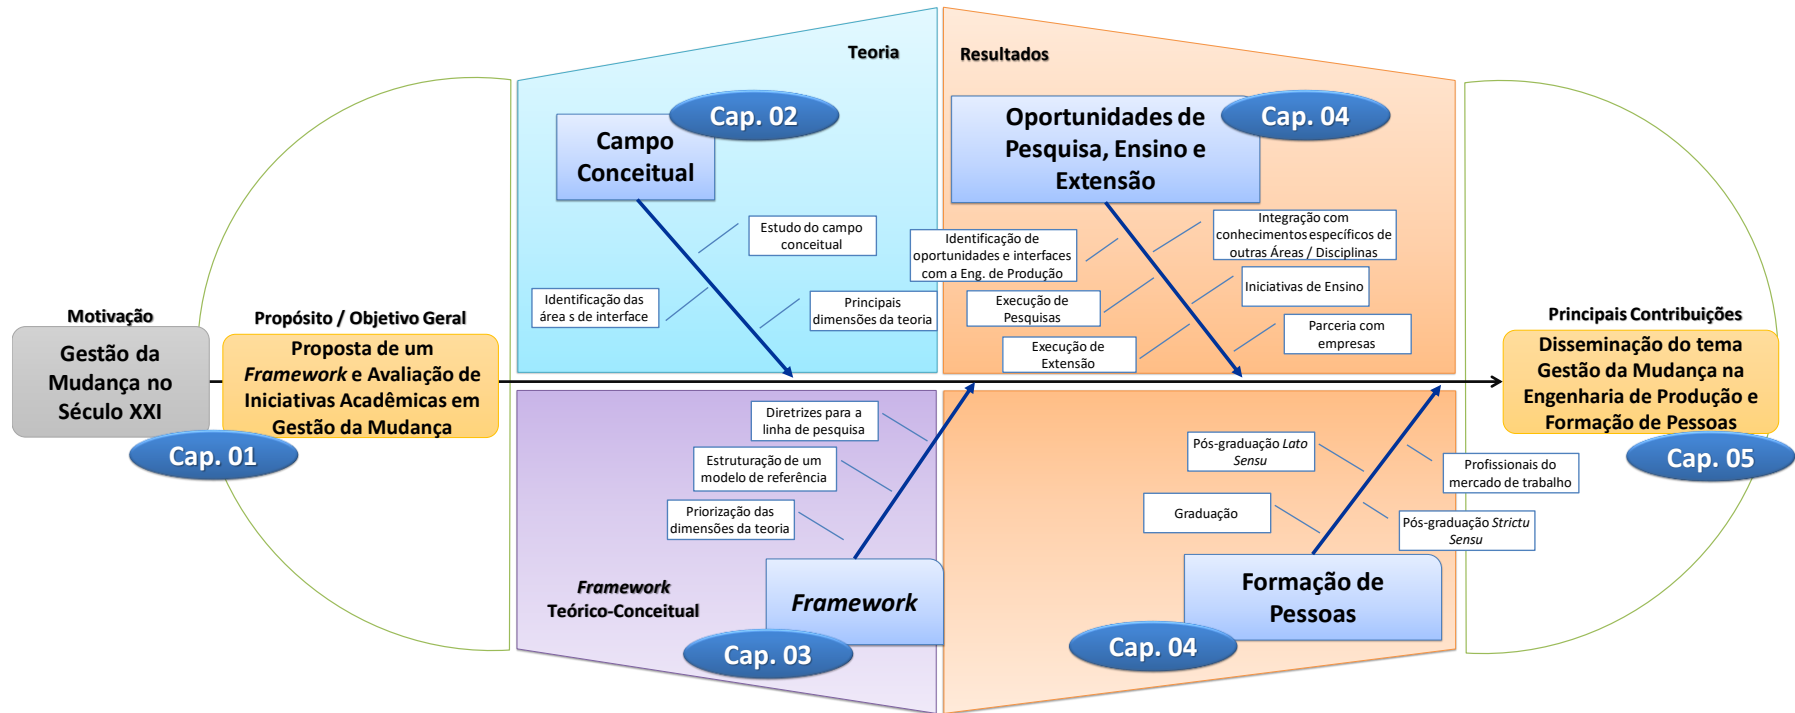 Motivação
Gestão da
Mudança no
Século XXI
Cap. 01
Propósito / Objetivo Geral
Proposta de um
Framework e Avaliação de
Iniciativas Acadêmicas em
Gestão da Mudança
Teoria
Cap. 02
Campo
Conceitual
Estudo do campo
conceitual
Identificação das
área s de interface
Principais
dimensões da teoria
Resultados
Cap. 04
Oportunidades de
Pesquisa, Ensino e
Extensão
Identificação de
oportunidades e interfaces
com a Eng. de Produção
Integração com
conhecimentos específicos de
outras Áreas / Disciplinas
Execução de
Pesquisas
Iniciativas de Ensino
Execução de
Extensão
Parceria com
empresas
Diretrizes para a
linha de pesquisa
Estruturação de um
modelo de referência
Priorização das
dimensões da teoria
Framework
Teórico-Conceitual
Framework
Cap. 03
Pós-graduação Lato
Sensu
Profissionais do
mercado de trabalho
Graduação
Pós-graduação Strictu
Sensu
Formação de
Pessoas
Cap. 04
Principais Contribuições
Disseminação do tema
Gestão da Mudança na
Engenharia de Produção e
Formação de Pessoas
Cap. 05